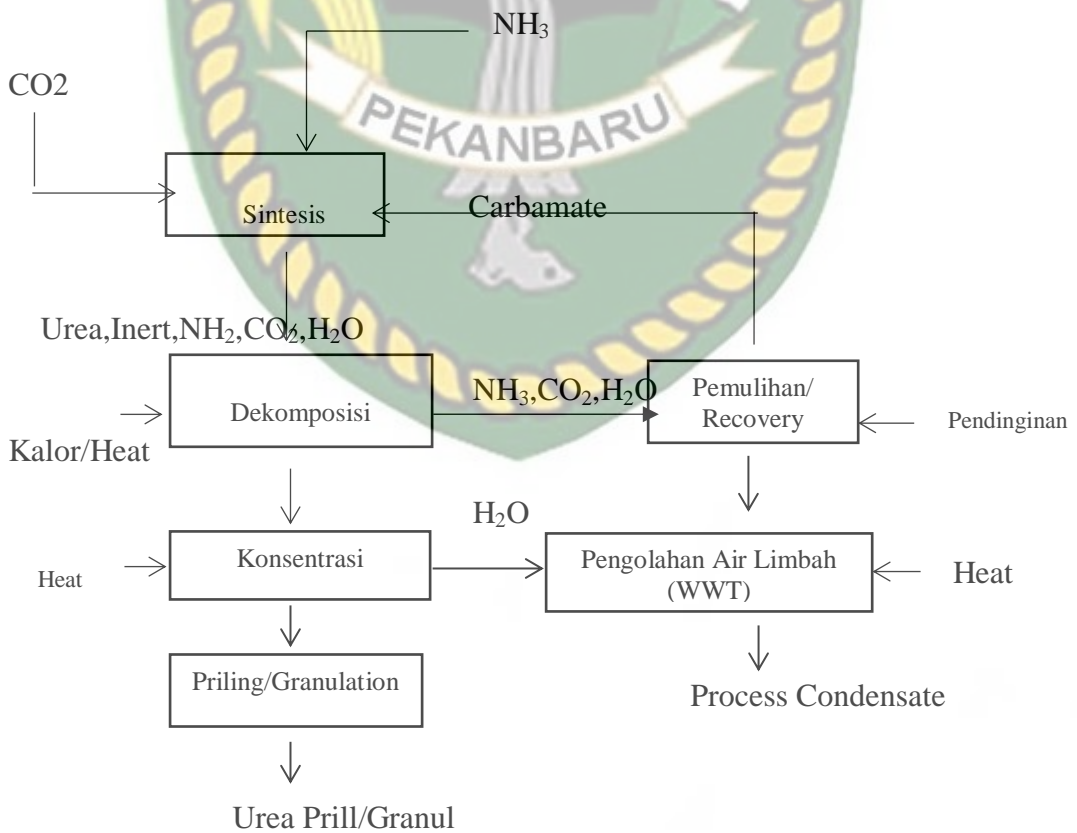 NH₃
CO2
PEKANBARU
Sintesis
Carbamate
Urea,Inert,NH₂,CO₂,H₂O
Dekomposisi
NH₃,CO₂,H₂O
Pemulihan/
Recovery
Pendinginan
Kalor/Heat
H₂O
Konsentrasi
Pengolahan Air Limbah
(WWT)
Heat
Heat
Priling/Granulation
Process Condensate
Urea Prill/Granul